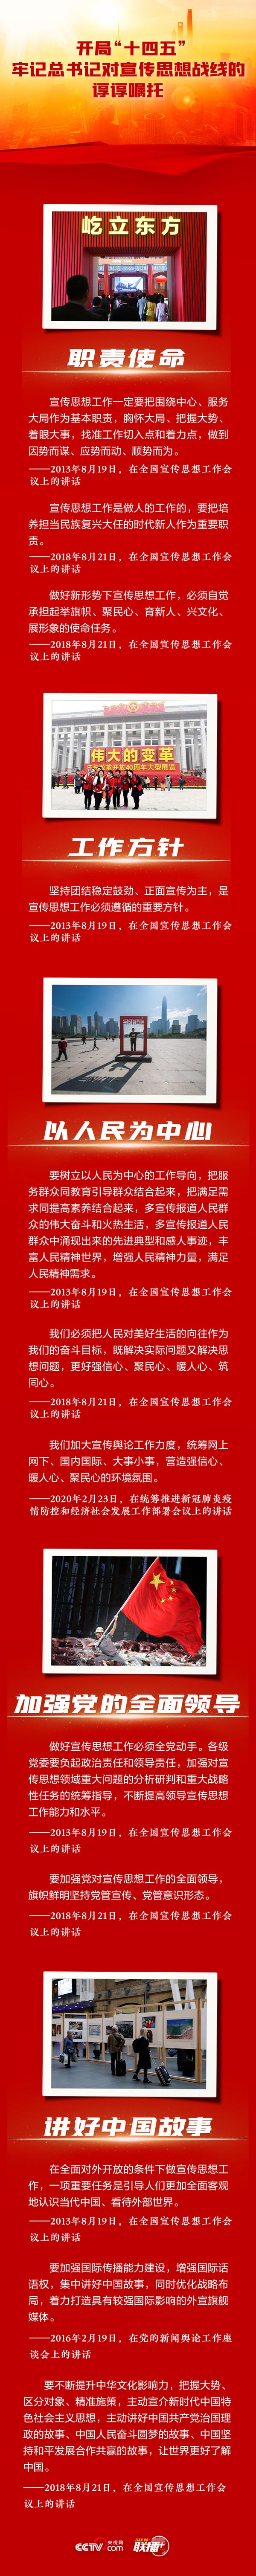 开局“十四五”
牢记总书记对宣传思想战线的
谆谆嘱托
屹立东方
职责使命
宣传思想工作一定要把围绕中心、服务
大局作为基本职责，胸怀大局、把握大势、
着眼大事，找准工作切入点和着力点，做到
因势而谋、应势而动、顺势而为。
——2013年8月19日，在全国宣传思想工作会
议上的讲话
宣传思想工作是做人的工作的，要把培
养担当民族复兴大任的时代新人作为重要职
责。
——2018年8月21日，在全国宣传思想工作会
议上的讲话
做好新形势下宣传思想工作，必须自觉
承担起举旗帜、聚民心、育新人、兴文化、
展形象的使命任务。
——2018年8月21日，在全国宣传思想工作会
议上的讲话
伟大的变革
庆祝改革开放40周年大型展览
工作方针
坚持团结稳定鼓劲、正面宣传为主，是
宣传思想工作必须遵循的重要方针。
——2013年8月19日，在全国宣传思想工作会
议上的讲话
以人民为中心
要树立以人民为中心的工作导向，把服
务群众同教育引导群众结合起来，把满足需
求同提高素养结合起来，多宣传报道人民群
众的伟大奋斗和火热生活，多宣传报道人民
群众中涌现出来的先进典型和感人事迹，丰
富人民精神世界，增强人民精神力量，满足
人民精神需求。
——2013年8月19日，在全国宣传思想工作会
议上的讲话
我们必须把人民对美好生活的向往作为
我们的奋斗目标，既解决实际问题又解决思
想问题，更好强信心、聚民心、暖人心、筑
同心。
——2018年8月21日，在全国宣传思想工作会
议上的讲话
我们加大宣传舆论工作力度，统筹网上
网下、国内国际、大事小事，营造强信心、
暖人心、聚民心的环境氛围。
——2020年2月23日，在统筹推进新冠肺炎疫
情防控和经济社会发展工作部署会议上的讲话
加强党的全面领导
做好宣传思想工作必须全党动手。各级
党委要负起政治责任和领导责任，加强对宣
传思想领域重大问题的分析研判和重大战略
性任务的统筹指导，不断提高领导宣传思想
工作能力和水平。
——2013年8月19日，在全国宣传思想工作会
议上的讲话
要加强党对宣传思想工作的全面领导，
旗帜鲜明坚持党管宣传、党管意识形态。
——2018年8月21日，在全国宣传思想工作会
议上的讲话
讲好中国故事
在全面对外开放的条件下做宣传思想工
作，一项重要任务是引导人们更加全面客观
地认识当代中国、看待外部世界。
——2013年8月19日，在全国宣传思想工作会
议上的讲话
要加强国际传播能力建设，增强国际话
语权，集中讲好中国故事，同时优化战略布
局，着力打造具有较强国际影响的外宣旗舰
媒体。
——2016年2月19日，在党的新闻舆论工作座
谈会上的讲话
要不断提升中华文化影响力，把握大势、
区分对象、精准施策，主动宣介新时代中国特
色社会主义思想，主动讲好中国共产党治国理
政的故事、中国人民奋斗圆梦的故事、中国坚
持和平发展合作共赢的故事，让世界更好了解
中国。
——2018年8月21日，在全国宣传思想工作会
议上的讲话
CCTV 央视网 com 联播+